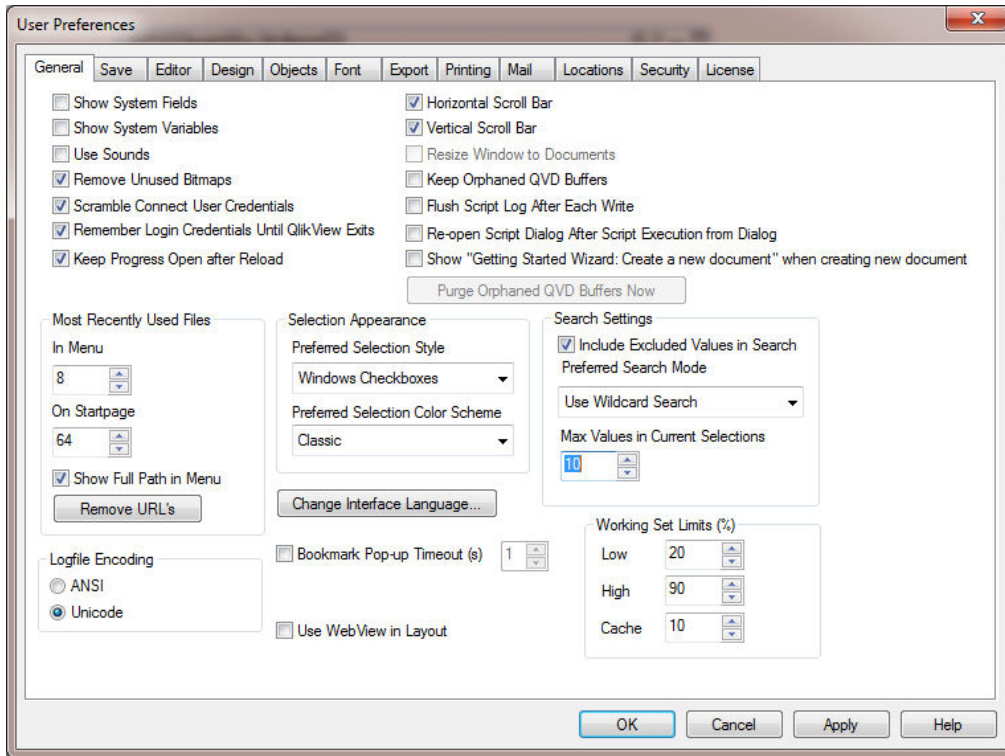 User Preferences
General Save Editor Design Objects Font Export Printing Mail Locations Security License
Show System Fields
Show System Variables
Use Sounds
Remove Unused Bitmaps
Scramble Connect User Credentials
Remember Login Credentials Until QlikView Exits
Keep Progress Open after Reload
Horizontal Scroll Bar
Vertical Scroll Bar
Resize Window to Documents
Keep Orphaned QVD Buffers
Flush Script Log After Each Write
Re-open Script Dialog After Script Execution from Dialog
Show "Getting Started Wizard: Create a new document" when creating new document
Purge Orphaned QVD Buffers Now
Most Recently Used Files
In Menu
8
On Startpage
64
Show Full Path in Menu
Remove URL's
Selection Appearance
Preferred Selection Style
Windows Checkboxes
Preferred Selection Color Scheme
Classic
Search Settings
Include Excluded Values in Search
Preferred Search Mode
Use Wildcard Search
Max Values in Current Selections
10
Change Interface Language...
Logfile Encoding
ANSI
Unicode
Bookmark Pop-up Timeout (s) 1
Use WebView in Layout
Working Set Limits (%)
Low 20
High 90
Cache 10
OK Cancel Apply Help